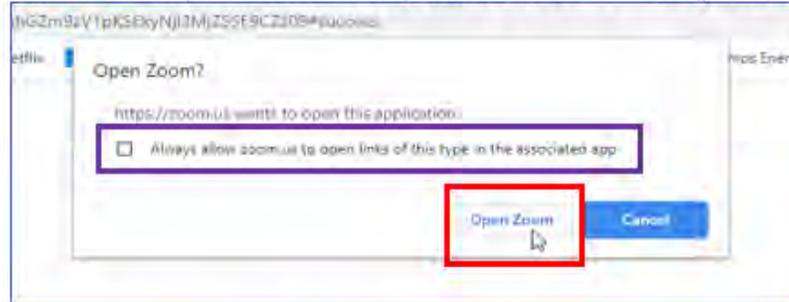 etflix
Open Zoom?
https://zoom.us wants to open this application.
Always allow zoom.us to open links of this type in the associated app
Open Zoom
Cancel